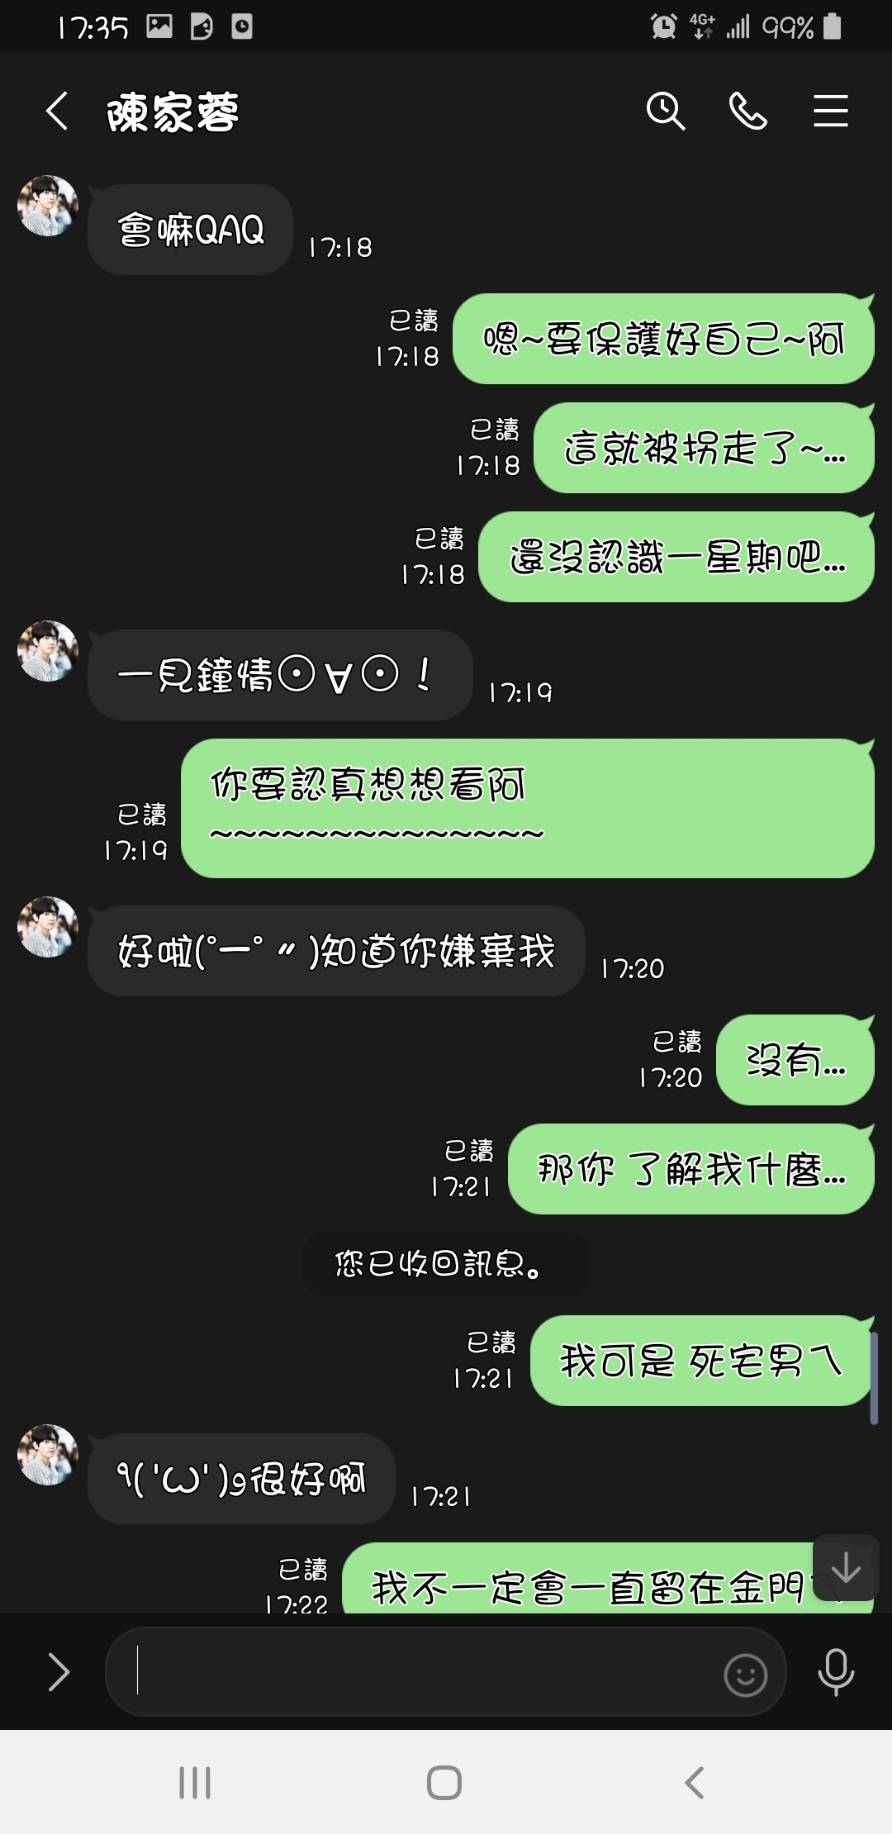 17:35
4G+ 99%
陳家蓉
會嘛QAQ
17:18
已讀
17:18
嗯~要保護好自己~阿
已讀
17:18
這就被拐走了~...
已讀
17:18
還沒認識一星期吧...
一見鐘情⊙∀⊙！
17:19
你要認真想想看阿
~~~~~~~~~~~~~~
已讀
17:19
好啦(°ー°〃)知道你嫌棄我
17:20
已讀
17:20
沒有...
已讀
17:21
那你 了解我什麼...
您已收回訊息。
已讀
17:21
我可是 死宅男ㄟ
٩('ω')و很好啊
17:21
已讀
17:22
我不一定會一直留在金門